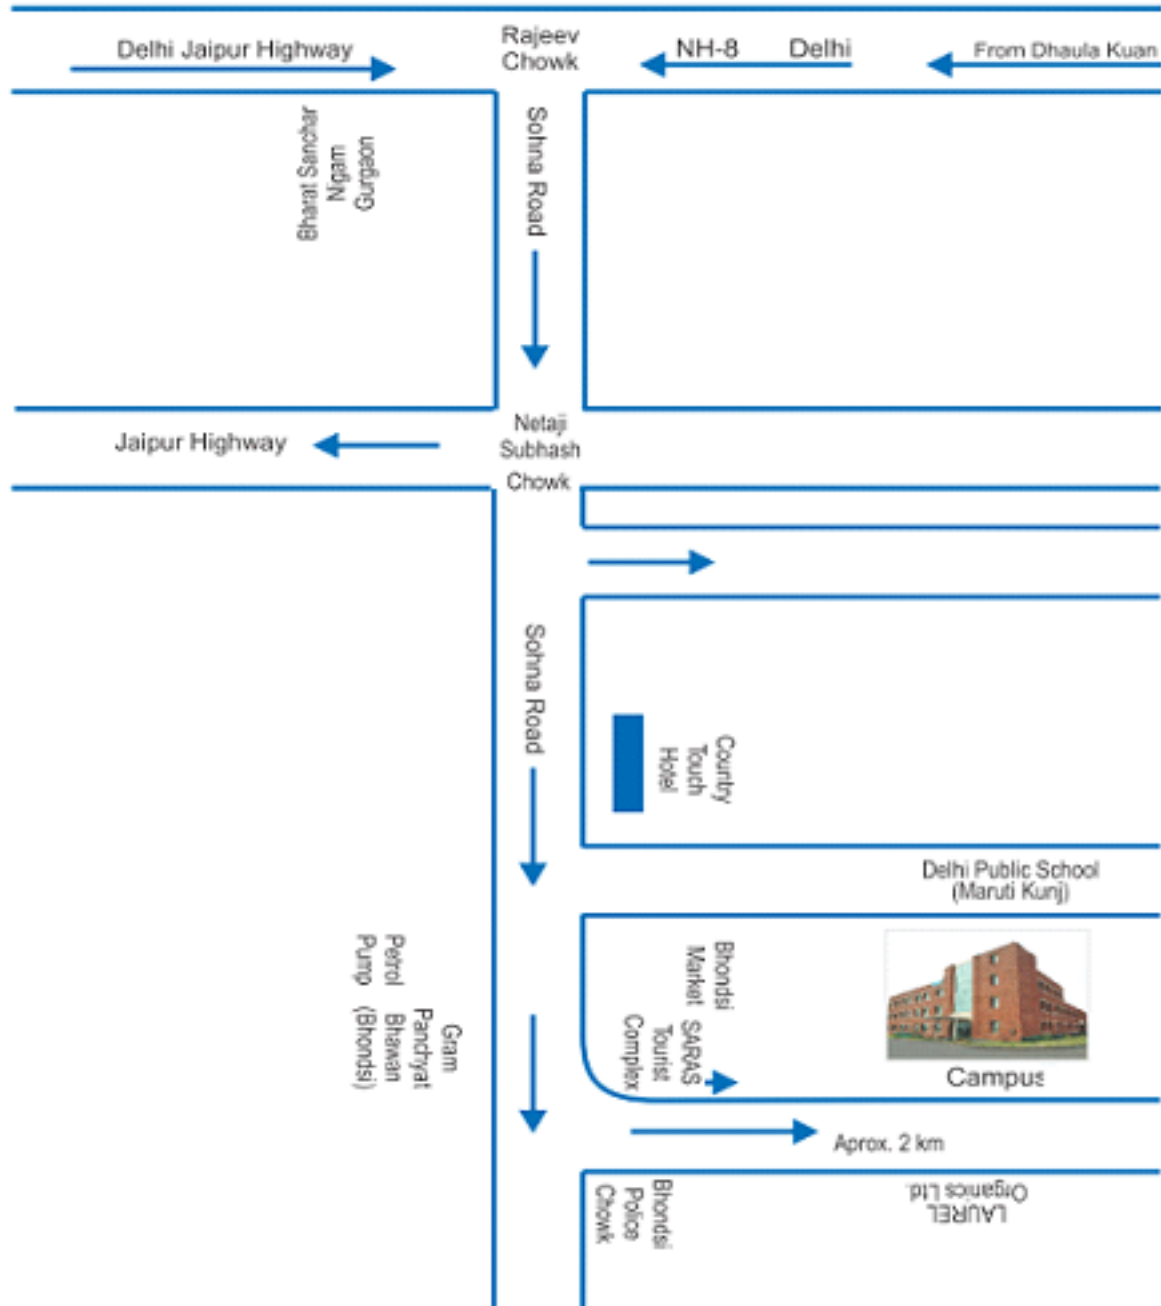 Delhi Jaipur Highway
Rajeev
Chowk
NH-8 Delhi
From Dhaula Kuan
Bharat Sanchar
Nigam
Gurgaon
Sohna Road
Jaipur Highway
Netaji
Subhash
Chowk
Sohna Road
Country
Touch
Hotel
Delhi Public School
(Maruti Kunj)
Petrol
Pump
Gram
Panchyat
Bhawan
(Bhondsi)
Bhondsi
Market
SARAS
Tourist
Complex
Campus
Aprox. 2 km
Bhondsi
Police
Chowk
LAUREL
Organics Ltd.